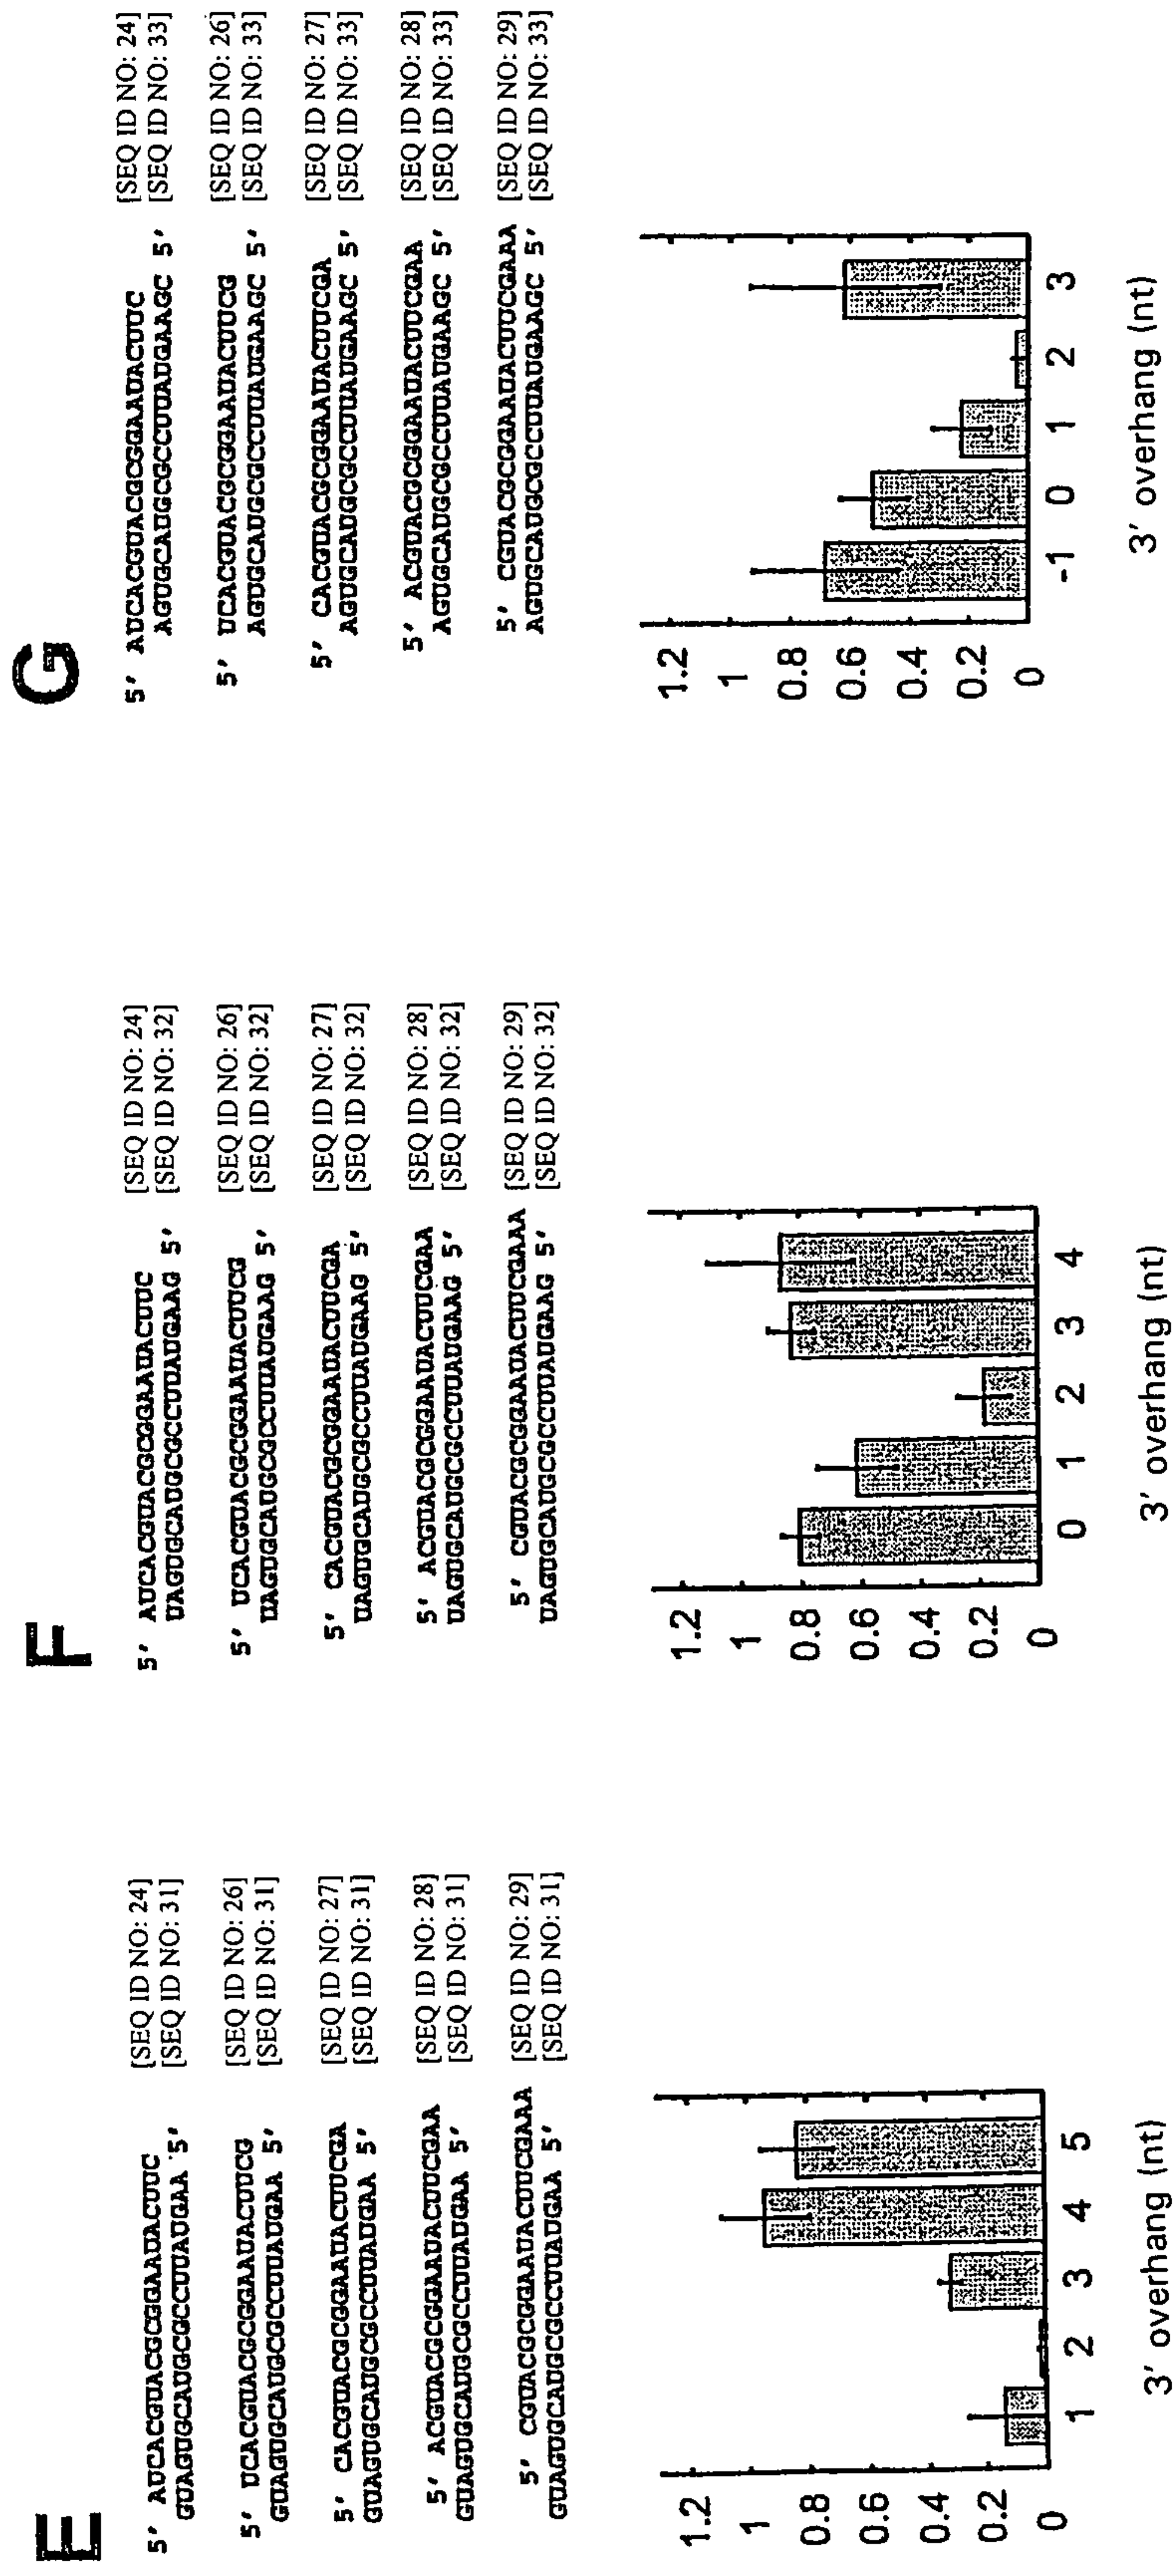 E
5' AUCACGUACGCGGAAUACUUC [SEQ ID NO: 24]
GUAGUGCAUGCGCCUUAUGAA 5' [SEQ ID NO: 31]
5' UCACGUACGCGGAAUACUUCG [SEQ ID NO: 26]
GUAGUGCAUGCGCCUUAUGAA 5' [SEQ ID NO: 31]
5' CACGUACGCGGAAUACUUCGA [SEQ ID NO: 27]
GUAGUGCAUGCGCCUUAUGAA 5' [SEQ ID NO: 31]
5' ACGUACGCGGAAUACUUCGAA [SEQ ID NO: 28]
GUAGUGCAUGCGCCUUAUGAA 5' [SEQ ID NO: 31]
5' CGUACGCGGAAUACUUCGAAA [SEQ ID NO: 29]
GUAGUGCAUGCGCCUUAUGAA 5' [SEQ ID NO: 31]
1.2
1
0.8
0.6
0.4
0.2
0
1 2 3 4 5
3' overhang (nt)
F
5' AUCACGUACGCGGAAUACUUC [SEQ ID NO: 24]
UAGUGCAUGCGCCUUAUGAAG 5' [SEQ ID NO: 32]
5' UCACGUACGCGGAAUACUUCG [SEQ ID NO: 26]
UAGUGCAUGCGCCUUAUGAAG 5' [SEQ ID NO: 32]
5' CACGUACGCGGAAUACUUCGA [SEQ ID NO: 27]
UAGUGCAUGCGCCUUAUGAAG 5' [SEQ ID NO: 32]
5' ACGUACGCGGAAUACUUCGAA [SEQ ID NO: 28]
UAGUGCAUGCGCCUUAUGAAG 5' [SEQ ID NO: 32]
5' CGUACGCGGAAUACUUCGAAA [SEQ ID NO: 29]
UAGUGCAUGCGCCUUAUGAAG 5' [SEQ ID NO: 32]
1.2
1
0.8
0.6
0.4
0.2
0
0 1 2 3 4
3' overhang (nt)
G
5' AUCACGUACGCGGAAUACUUC [SEQ ID NO: 24]
AGUGCAUGCGCCUUAUGAAGC 5' [SEQ ID NO: 33]
5' UCACGUACGCGGAAUACUUCG [SEQ ID NO: 26]
AGUGCAUGCGCCUUAUGAAGC 5' [SEQ ID NO: 33]
5' CACGUACGCGGAAUACUUCGA [SEQ ID NO: 27]
AGUGCAUGCGCCUUAUGAAGC 5' [SEQ ID NO: 33]
5' ACGUACGCGGAAUACUUCGAA [SEQ ID NO: 28]
AGUGCAUGCGCCUUAUGAAGC 5' [SEQ ID NO: 33]
5' CGUACGCGGAAUACUUCGAAA [SEQ ID NO: 29]
AGUGCAUGCGCCUUAUGAAGC 5' [SEQ ID NO: 33]
1.2
1
0.8
0.6
0.4
0.2
0
-1 0 1 2 3
3' overhang (nt)